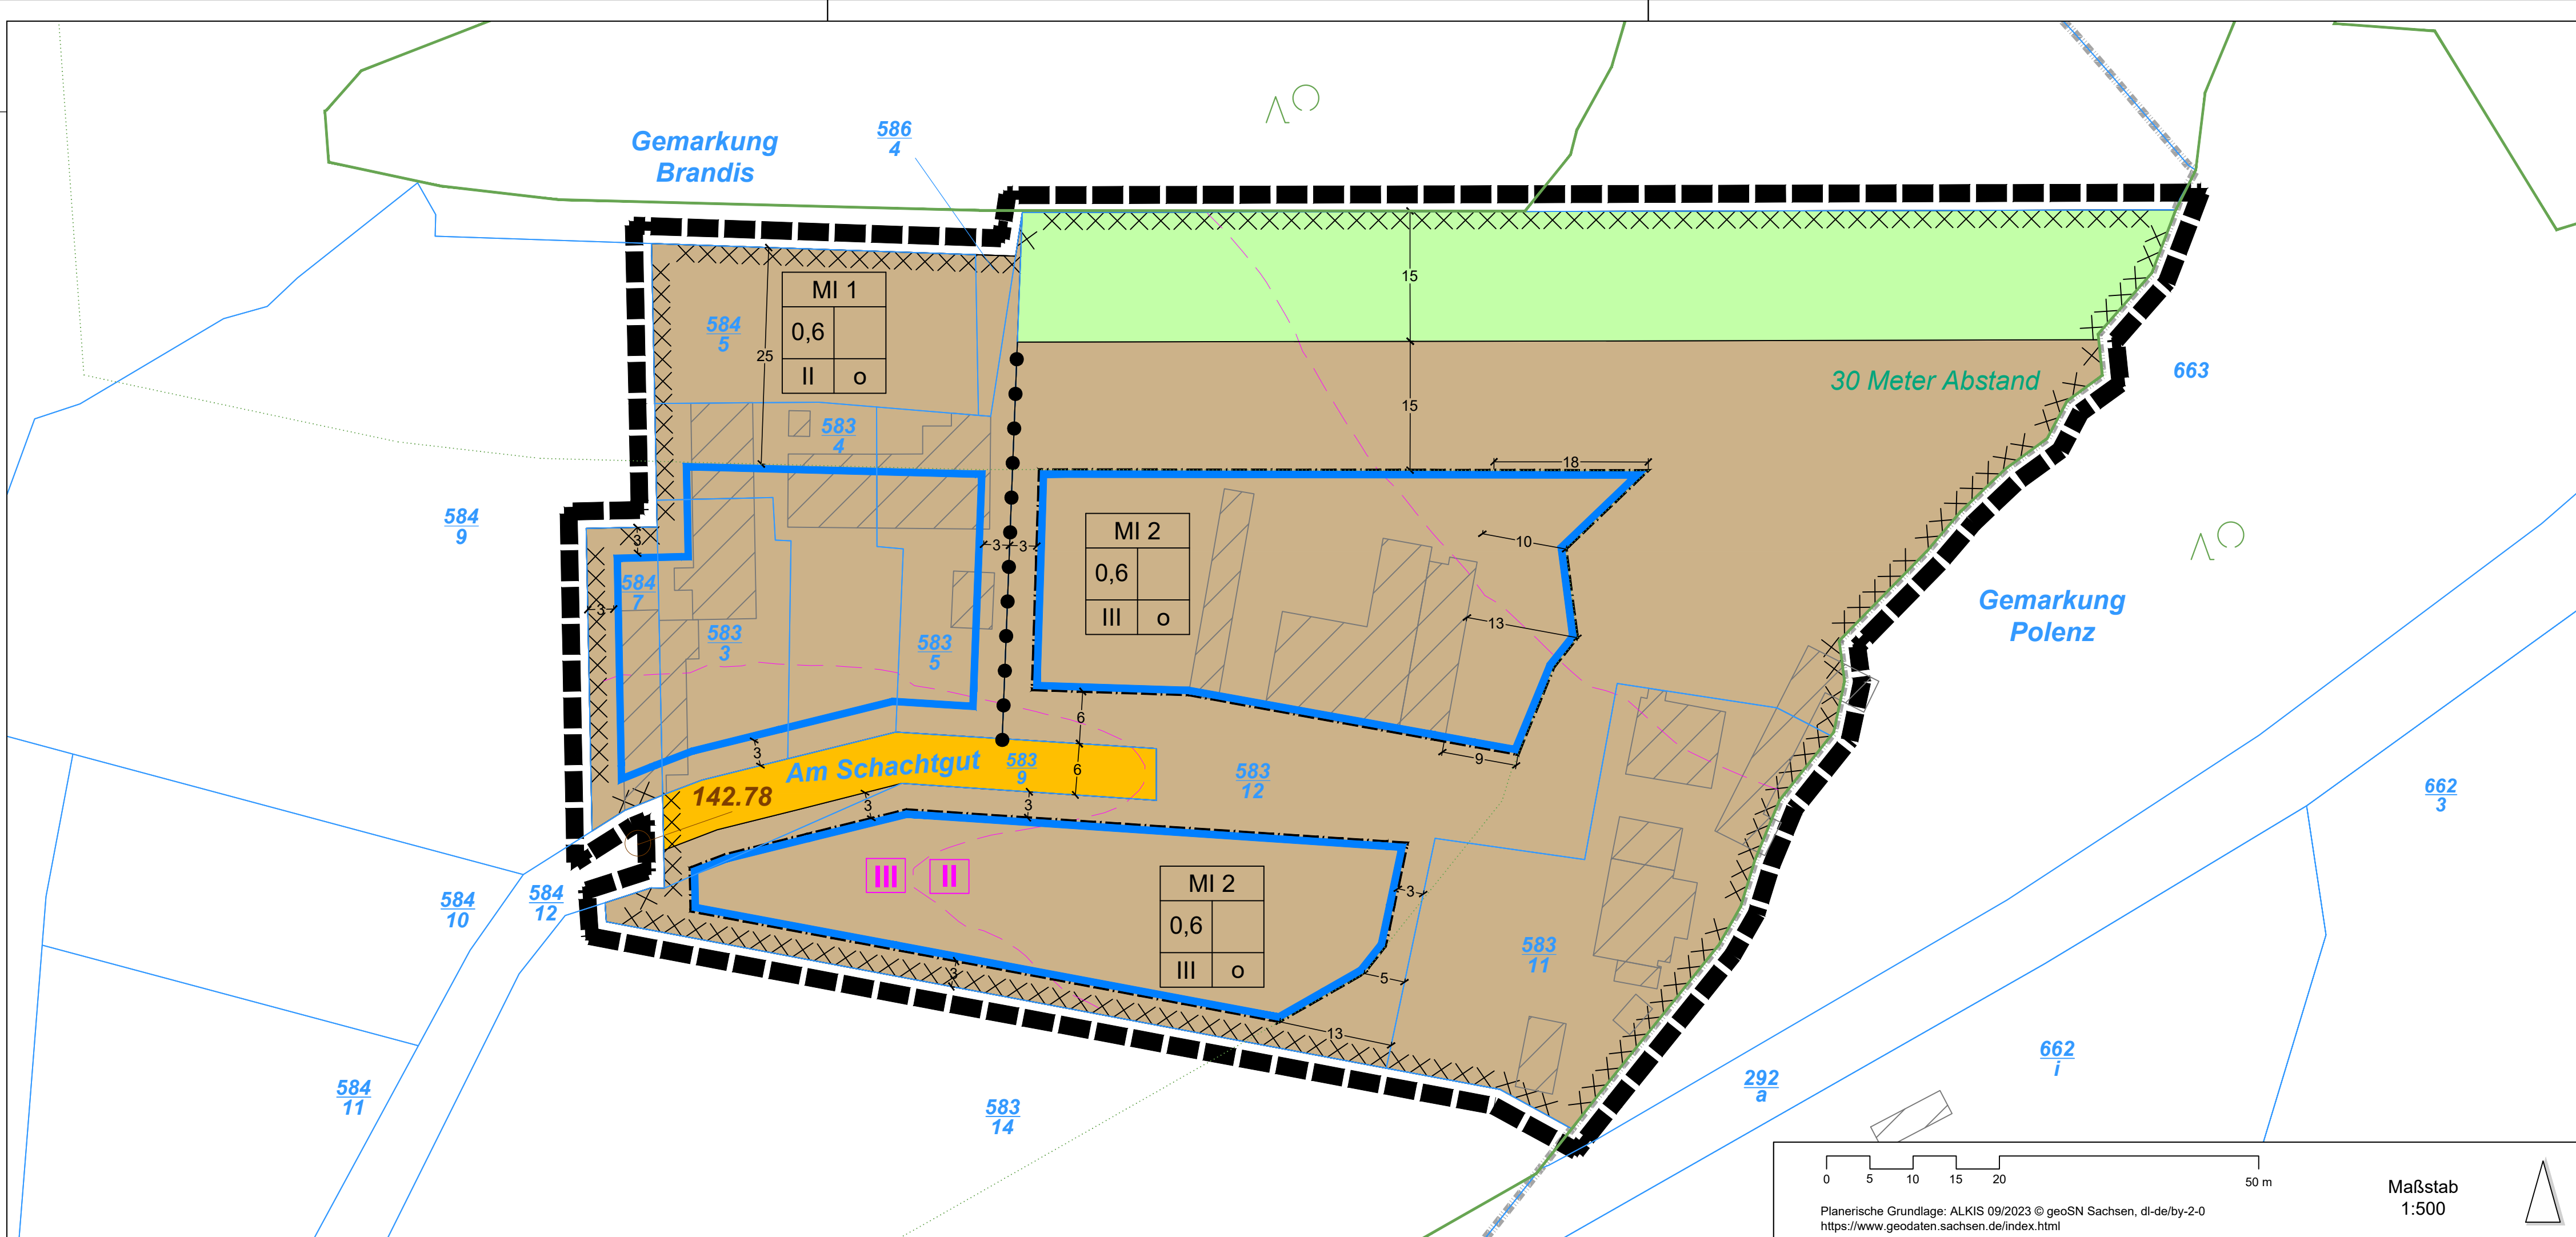 586
4
Gemarkung
Brandis
MI 1
0,6
II
o
584
5
25
15
15
30 Meter Abstand
663
583
4
18
584
9
3
MI 2
0,6
III
o
10
3
3
584
7
3
583
3
583
5
13
Gemarkung
Polenz
6
3
Am Schachtgut
583
9
6
9
583
12
142.78
3
3
662
3
III
II
MI 2
0,6
III
o
3
584
10
584
12
3
5
583
11
13
584
11
583
14
292
a
662
i
0
5
10
15
20
50 m
Maßstab
1:500
Planerische Grundlage: ALKIS 09/2023 © geoSN Sachsen, dl-de/by-2-0
https://www.geodaten.sachsen.de/index.html